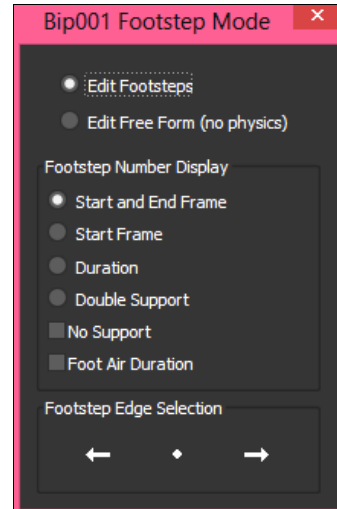 Bip001 Footstep Mode
Edit Footsteps
Edit Free Form (no physics)
Footstep Number Display
Start and End Frame
Start Frame
Duration
Double Support
No Support
Foot Air Duration
Footstep Edge Selection